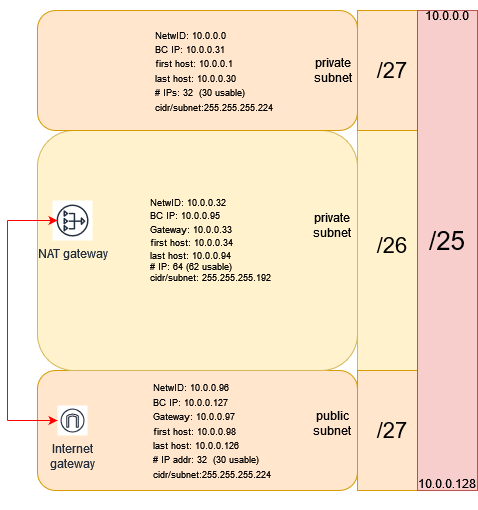 10.0.0.0
NetwID: 10.0.0.0
BC IP: 10.0.0.31
first host: 10.0.0.1
last host: 10.0.0.30
# IPs: 32 (30 usable)
cidr/subnet:255.255.255.224
private
subnet
/27
NetwID: 10.0.0.32
BC IP: 10.0.0.95
Gateway: 10.0.0.33
first host: 10.0.0.34
last host: 10.0.0.94
# IP: 64 (62 usable)
cidr/subnet: 255.255.255.192
private
subnet
NAT gateway
/26
/25
NetwID: 10.0.0.96
BC IP: 10.0.0.127
Gateway: 10.0.0.97
first host: 10.0.0.98
last host: 10.0.0.126
# IP addr: 32 (30 usable)
cidr/subnet:255.255.255.224
public
subnet
Internet
gateway
/27
10.0.0.128